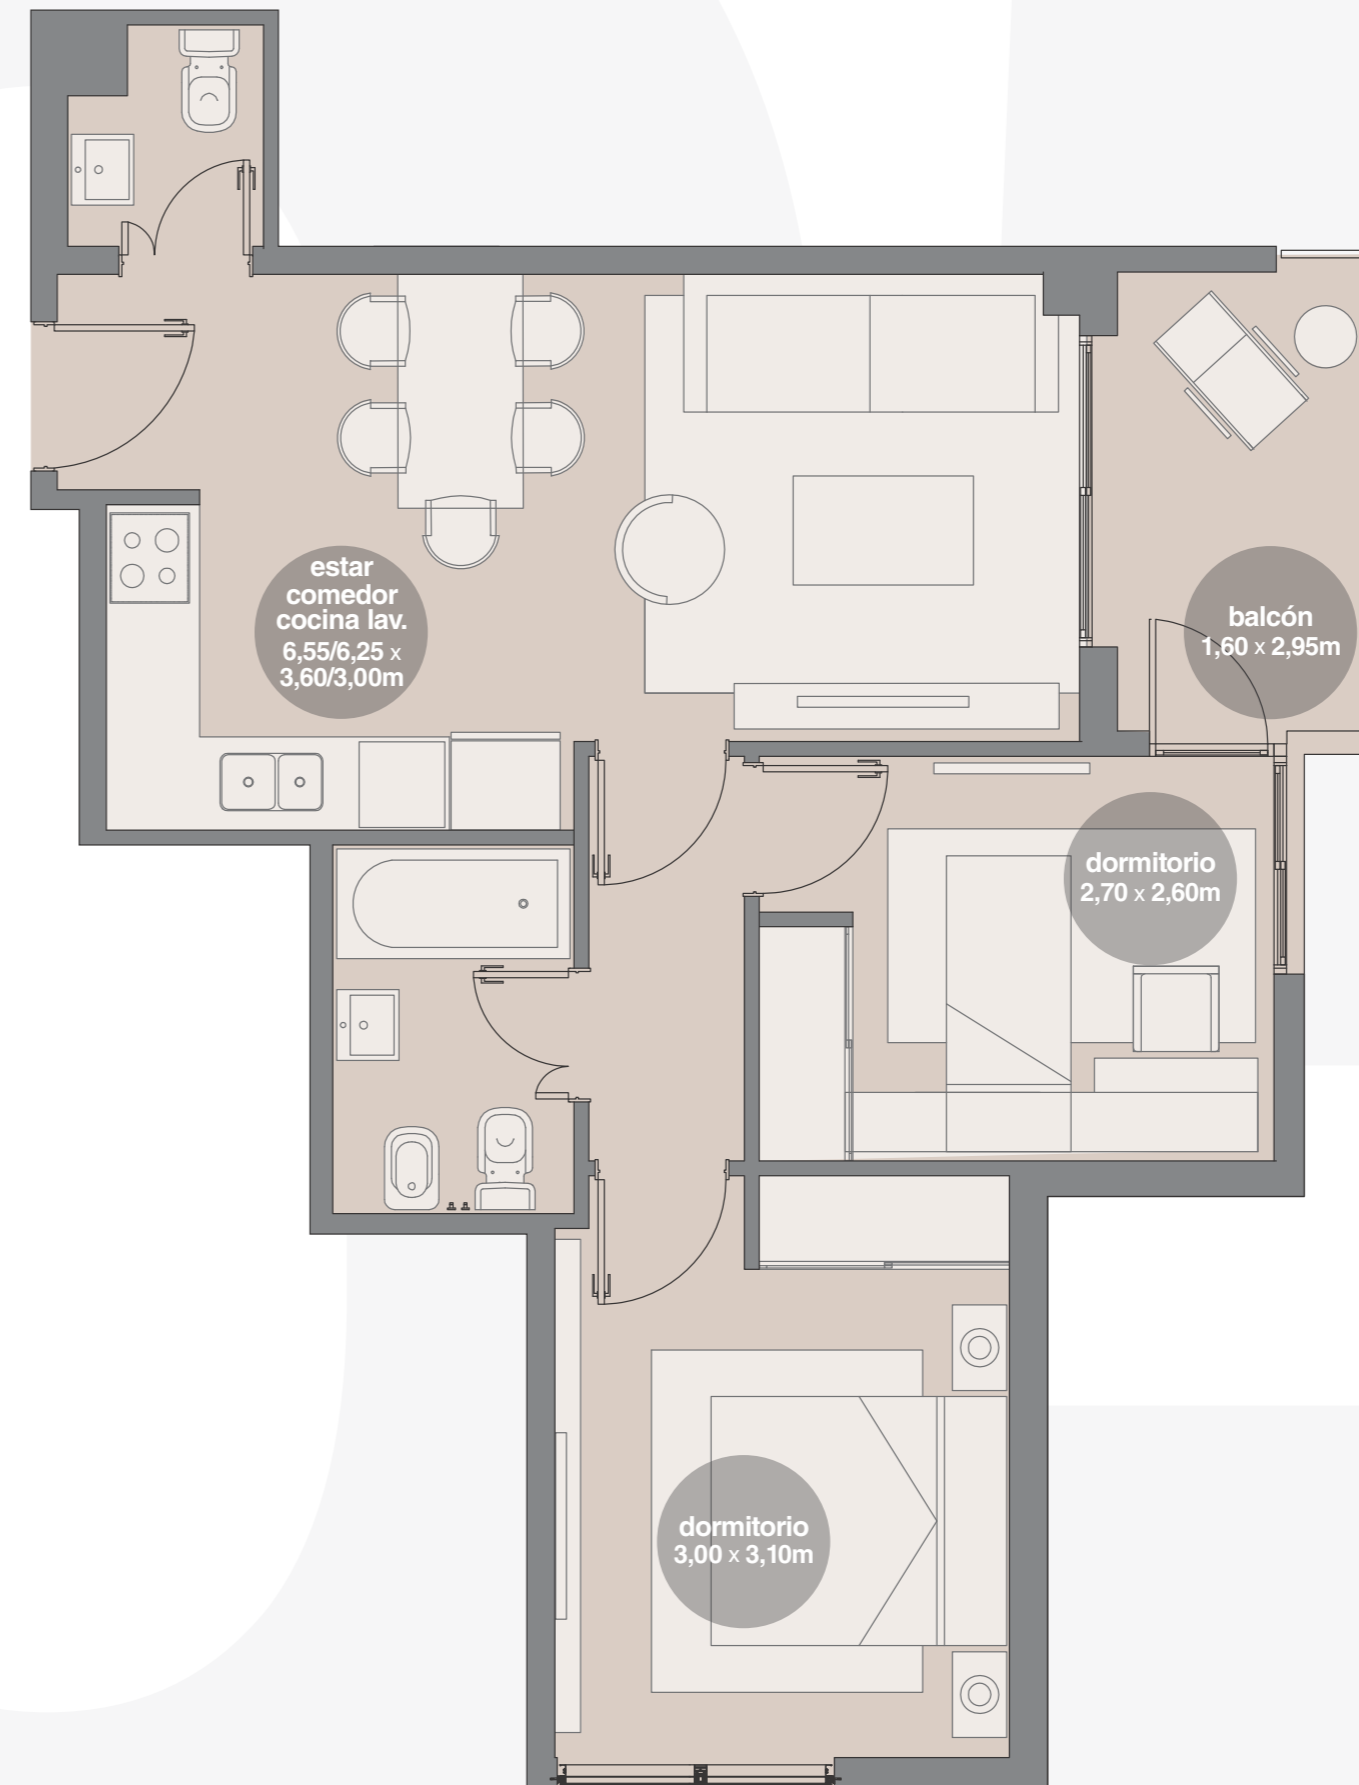 estar
comedor
cocina lav.
6,55/6,25 x
3,60/3,00m
balcón
1,60 x 2,95m
dormitorio
2,70 x 2,60m
dormitorio
3,00 x 3,10m